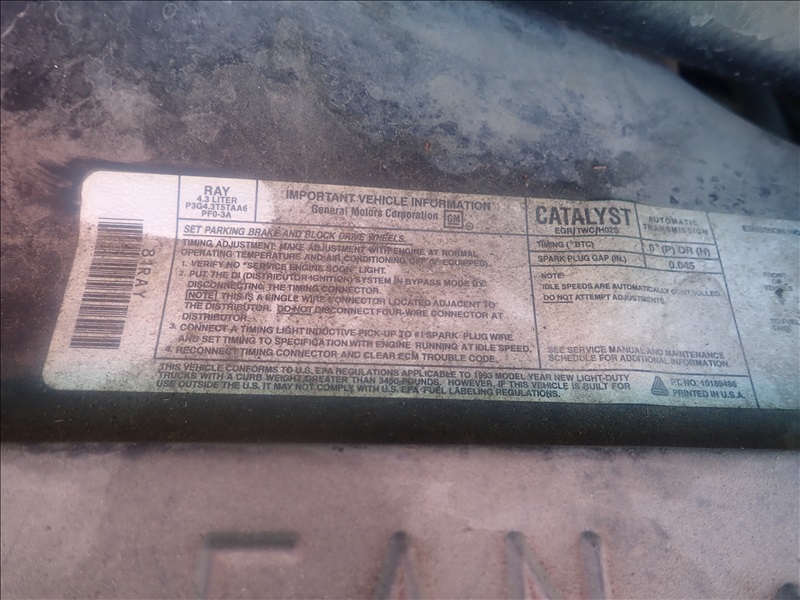 81RAY
RAY
4.3 LITER
P3G4.3T5TAA6
PF0-3A
IMPORTANT VEHICLE INFORMATION
General Motors Corporation GM
SET PARKING BRAKE AND BLOCK DRIVE WHEELS.
TIMING ADJUSTMENT: MAKE ADJUSTMENT WITH ENGINE AT NORMAL
OPERATING TEMPERATURE AND AIR CONDITIONING OFF (IF EQUIPPED).
1. VERIFY NO "SERVICE ENGINE SOON" LIGHT.
2. PUT THE DI (DISTRIBUTOR IGNITION) SYSTEM IN BYPASS MODE BY
DISCONNECTING THE TIMING CONNECTOR.
NOTE: THIS IS A SINGLE WIRE CONNECTOR LOCATED ADJACENT TO
THE DISTRIBUTOR. DO NOT DISCONNECT FOUR-WIRE CONNECTOR AT
DISTRIBUTOR.
3. CONNECT A TIMING LIGHT INDUCTIVE PICK-UP TO #1 SPARK PLUG WIRE
AND SET TIMING TO SPECIFICATION WITH ENGINE RUNNING AT IDLE SPEED.
4. RECONNECT TIMING CONNECTOR AND CLEAR ECM TROUBLE CODE.
CATALYST
EGR/TWC/HO2S
AUTOMATIC
TRANSMISSION
TIMING (°BTC) 0° (P) OR (N)
SPARK PLUG GAP (IN.) 0.045
NOTE:
IDLE SPEEDS ARE AUTOMATICALLY CONTROLLED.
DO NOT ATTEMPT ADJUSTMENTS.
SEE SERVICE MANUAL AND MAINTENANCE
SCHEDULE FOR ADDITIONAL INFORMATION.
THIS VEHICLE CONFORMS TO U.S. EPA REGULATIONS APPLICABLE TO 1993 MODEL YEAR NEW LIGHT-DUTY
TRUCKS WITH A CURB WEIGHT GREATER THAN 3450 POUNDS. HOWEVER, IF THIS VEHICLE IS BUILT FOR
USE OUTSIDE THE U.S. IT MAY NOT COMPLY WITH U.S. EPA FUEL LABELING REGULATIONS.
PT. NO. 10189486
PRINTED IN U.S.A.
FRONT
OF
TO FUEL
FAN